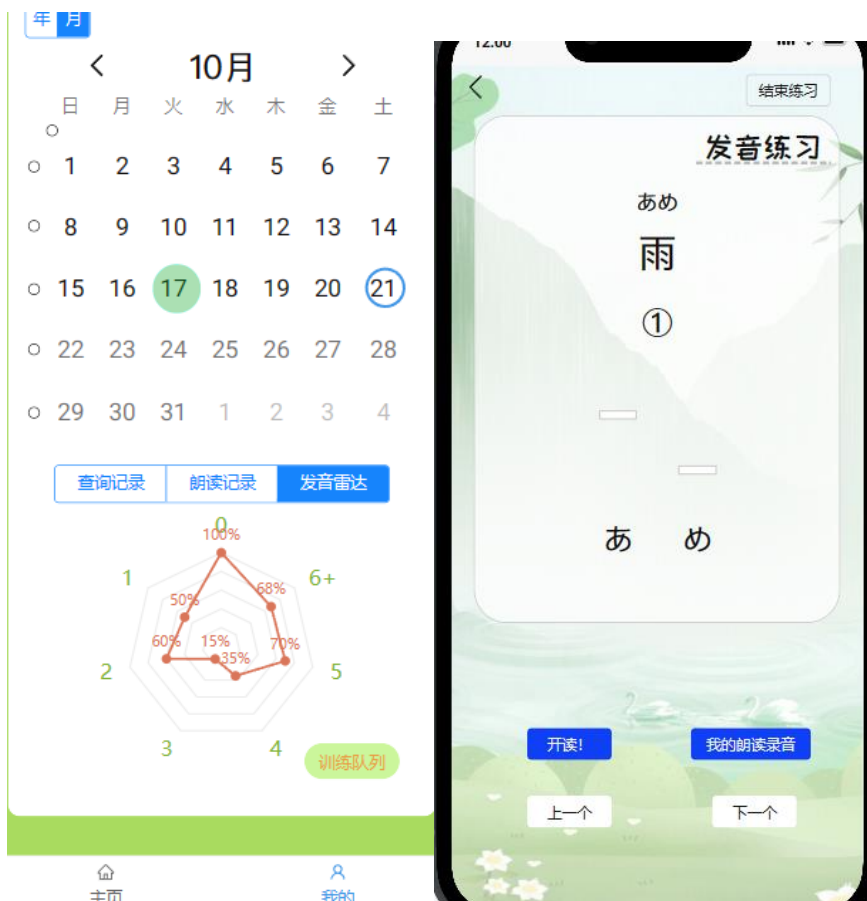 年 月
10月
日 月 火 水 木 金 土
1 2 3 4 5 6 7
8 9 10 11 12 13 14
15 16 17 18 19 20 21
22 23 24 25 26 27 28
29 30 31 1 2 3 4
查询记录 朗读记录 发音雷达
0
100%
1
6+
50%
68%
60%
15%
70%
35%
2
5
3
4
训练队列
主页
我的
12:00
结束练习
发音练习
あめ
雨
①
あ め
开读!
我的朗读录音
上一个
下一个